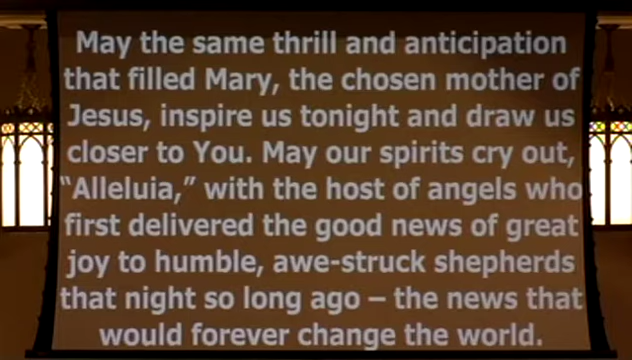 May the same thrill and anticipation
that filled Mary, the chosen mother of
Jesus, inspire us tonight and draw us
closer to You. May our spirits cry out,
“Alleluia,” with the host of angels who
first delivered the good news of great
joy to humble, awe-struck shepherds
that night so long ago – the news that
would forever change the world.